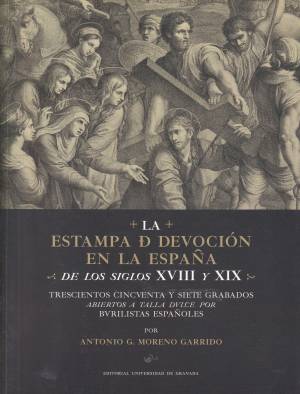 LA
ESTAMPA Ð DEVOCIÓN
EN LA ESPAÑA
DE LOS SIGLOS XVIII Y XIX
TRESCIENTOS CINCVENTA Y SIETE GRABADOS
ABIERTOS A TALLA DVLCE POR
BVRILISTAS ESPAÑOLES
POR
ANTONIO G. MORENO GARRIDO
EDITORIAL UNIVERSIDAD DE GRANADA